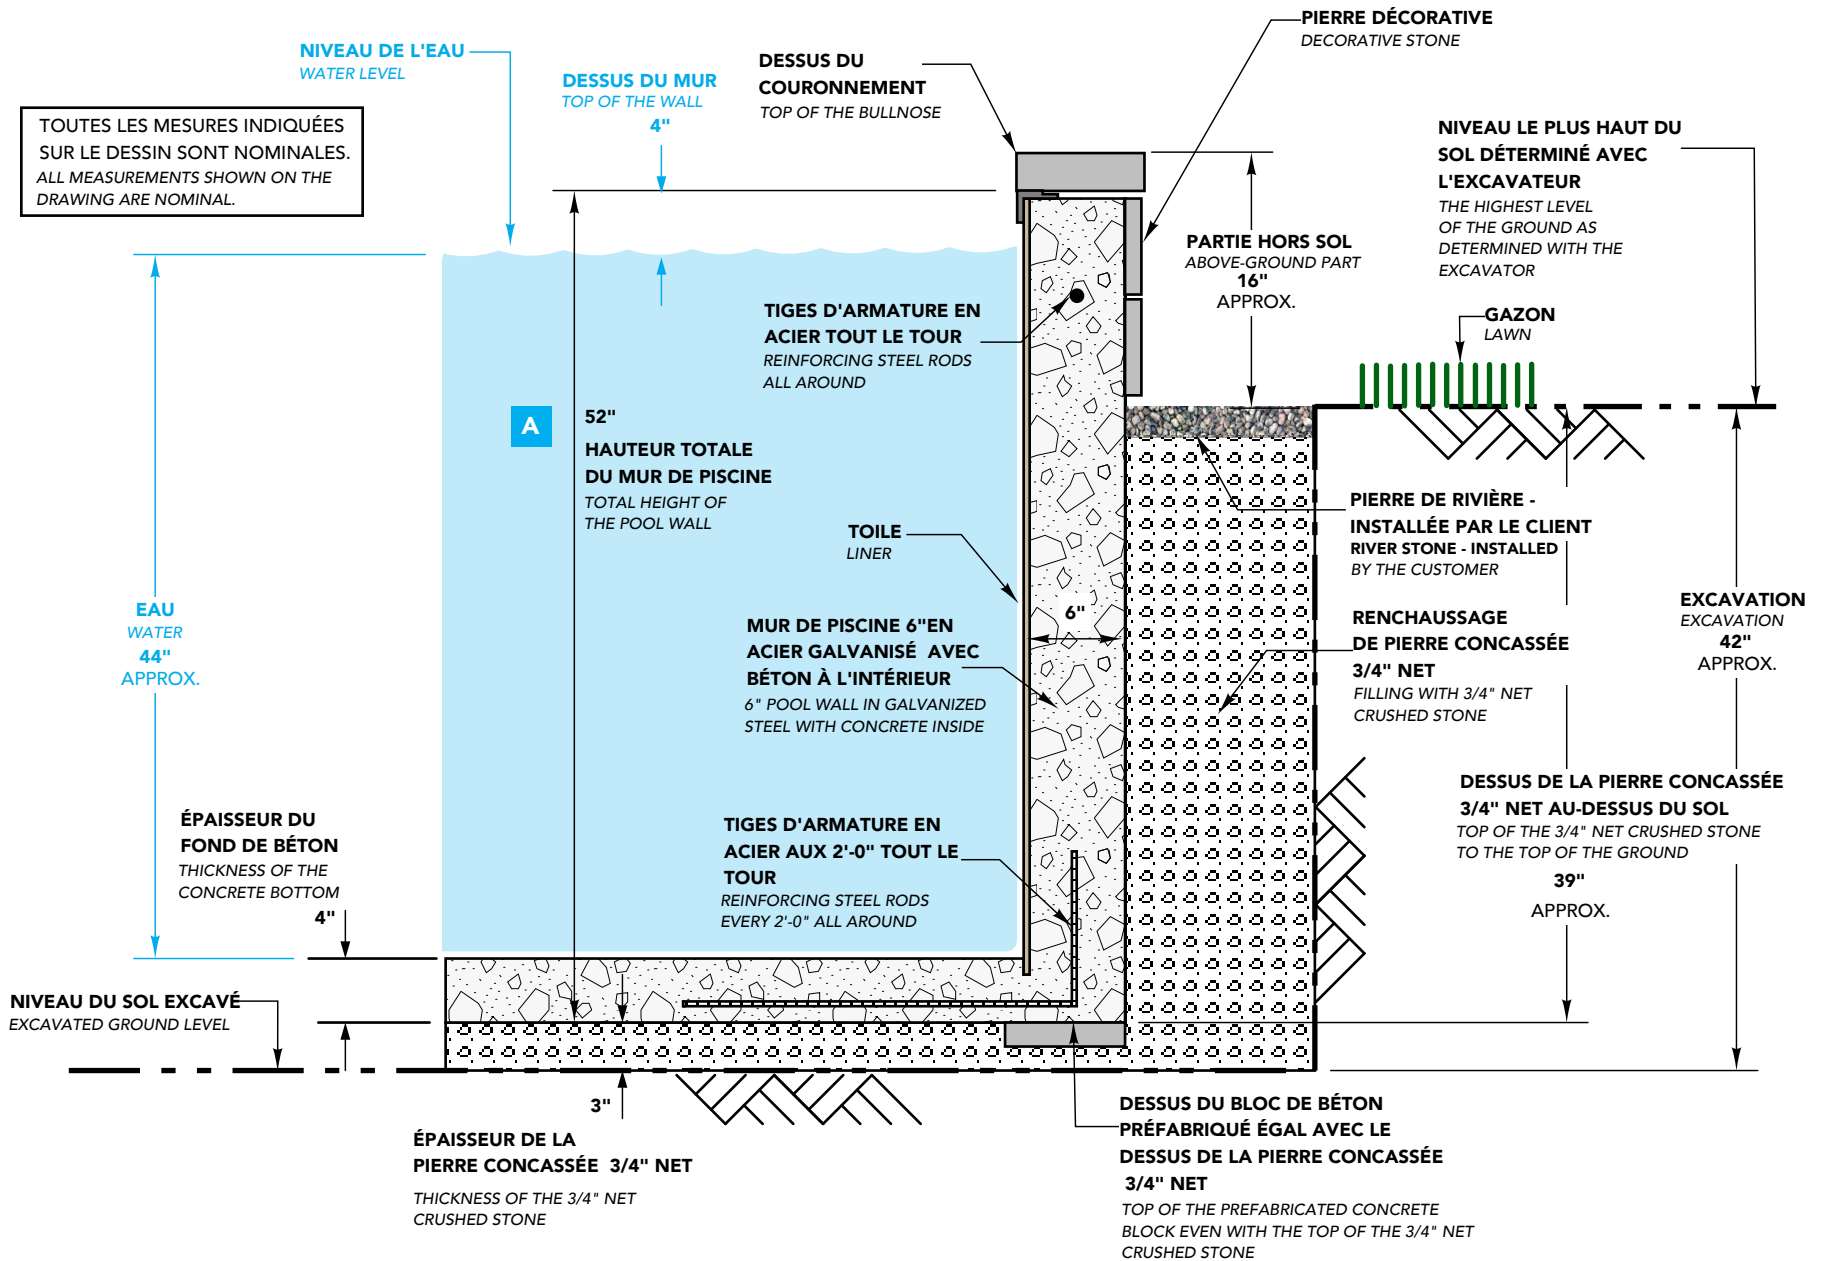 NIVEAU DE L'EAU
WATER LEVEL
TOUTES LES MESURES INDIQUÉES
SUR LE DESSIN SONT NOMINALES.
ALL MEASUREMENTS SHOWN ON THE
DRAWING ARE NOMINAL.
DESSUS DU MUR
TOP OF THE WALL
4"
DESSUS DU
COURONNEMENT
TOP OF THE BULLNOSE
PIERRE DÉCORATIVE
DECORATIVE STONE
NIVEAU LE PLUS HAUT DU
SOL DÉTERMINÉ AVEC
L'EXCAVATEUR
THE HIGHEST LEVEL
OF THE GROUND AS
DETERMINED WITH THE
EXCAVATOR
PARTIE HORS SOL
ABOVE-GROUND PART
16"
APPROX.
GAZON
LAWN
TIGES D'ARMATURE EN
ACIER TOUT LE TOUR
REINFORCING STEEL RODS
ALL AROUND
A
52"
HAUTEUR TOTALE
DU MUR DE PISCINE
TOTAL HEIGHT OF
THE POOL WALL
TOILE
LINER
PIERRE DE RIVIÈRE -
INSTALLÉE PAR LE CLIENT
RIVER STONE - INSTALLED
BY THE CUSTOMER
EAU
WATER
44"
APPROX.
MUR DE PISCINE 6"EN
ACIER GALVANISÉ AVEC
BÉTON À L'INTÉRIEUR
6" POOL WALL IN GALVANIZED
STEEL WITH CONCRETE INSIDE
6"
RENCHAUSSAGE
DE PIERRE CONCASSÉE
3/4" NET
FILLING WITH 3/4" NET
CRUSHED STONE
EXCAVATION
EXCAVATION
42"
APPROX.
ÉPAISSEUR DU
FOND DE BÉTON
THICKNESS OF THE
CONCRETE BOTTOM
4"
TIGES D'ARMATURE EN
ACIER AUX 2'-0" TOUT LE
TOUR
REINFORCING STEEL RODS
EVERY 2'-0" ALL AROUND
DESSUS DE LA PIERRE CONCASSÉE
3/4" NET AU-DESSUS DU SOL
TOP OF THE 3/4" NET CRUSHED STONE
TO THE TOP OF THE GROUND
39"
APPROX.
NIVEAU DU SOL EXCAVÉ
EXCAVATED GROUND LEVEL
3"
ÉPAISSEUR DE LA
PIERRE CONCASSÉE 3/4" NET
THICKNESS OF THE 3/4" NET
CRUSHED STONE
DESSUS DU BLOC DE BÉTON
PRÉFABRIQUÉ ÉGAL AVEC LE
DESSUS DE LA PIERRE CONCASSÉE
3/4" NET
TOP OF THE PREFABRICATED CONCRETE
BLOCK EVEN WITH THE TOP OF THE 3/4" NET
CRUSHED STONE